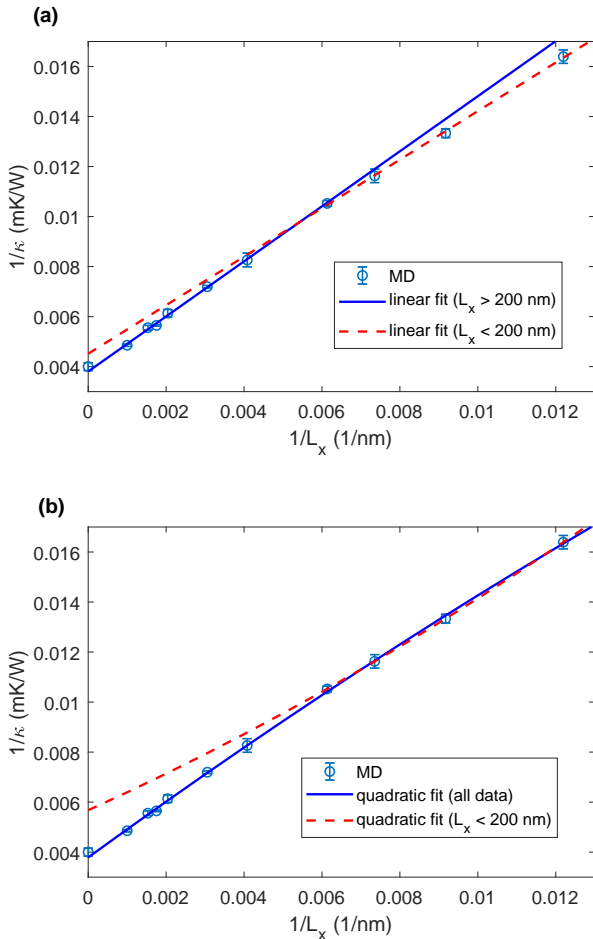 (a)
0.016
0.014
0.012
0.01
0.008
0.006
0.004
1/κ (mK/W)
MD
linear fit (L_x > 200 nm)
linear fit (L_x < 200 nm)
0 0.002 0.004 0.006 0.008 0.01 0.012
1/L_x (1/nm)
(b)
0.016
0.014
0.012
0.01
0.008
0.006
0.004
1/κ (mK/W)
MD
quadratic fit (all data)
quadratic fit (L_x < 200 nm)
0 0.002 0.004 0.006 0.008 0.01 0.012
1/L_x (1/nm)